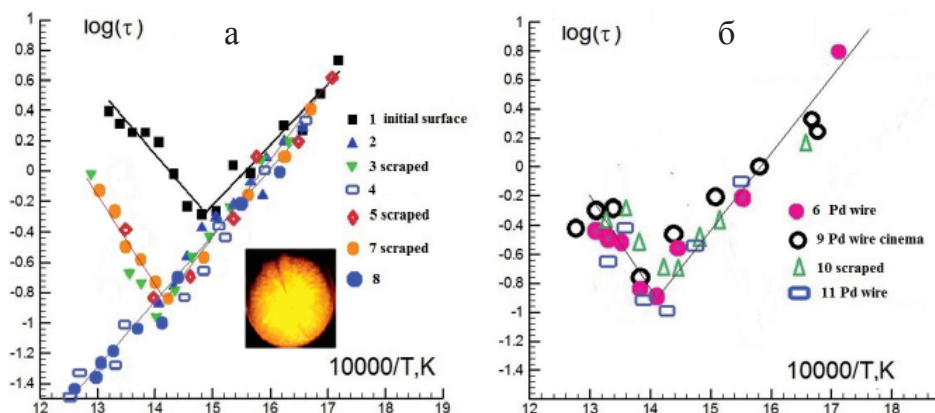 log(τ)
а
1
0.8
0.6
0.4
0.2
-0.0
-0.2
-0.4
-0.6
-0.8
-1
-1.2
-1.4
1 initial surface
2
3 scraped
4
5 scraped
7 scraped
8
10000/T,K
12 13 14 15 16 17 18 19
log(τ)
б
1
0.8
0.6
0.4
0.2
-0.0
-0.2
-0.4
-0.6
-0.8
-1
-1.2
-1.4
6 Pd wire
9 Pd wire cinema
10 scraped
11 Pd wire
10000/T,K
12 13 14 15 16 17 18